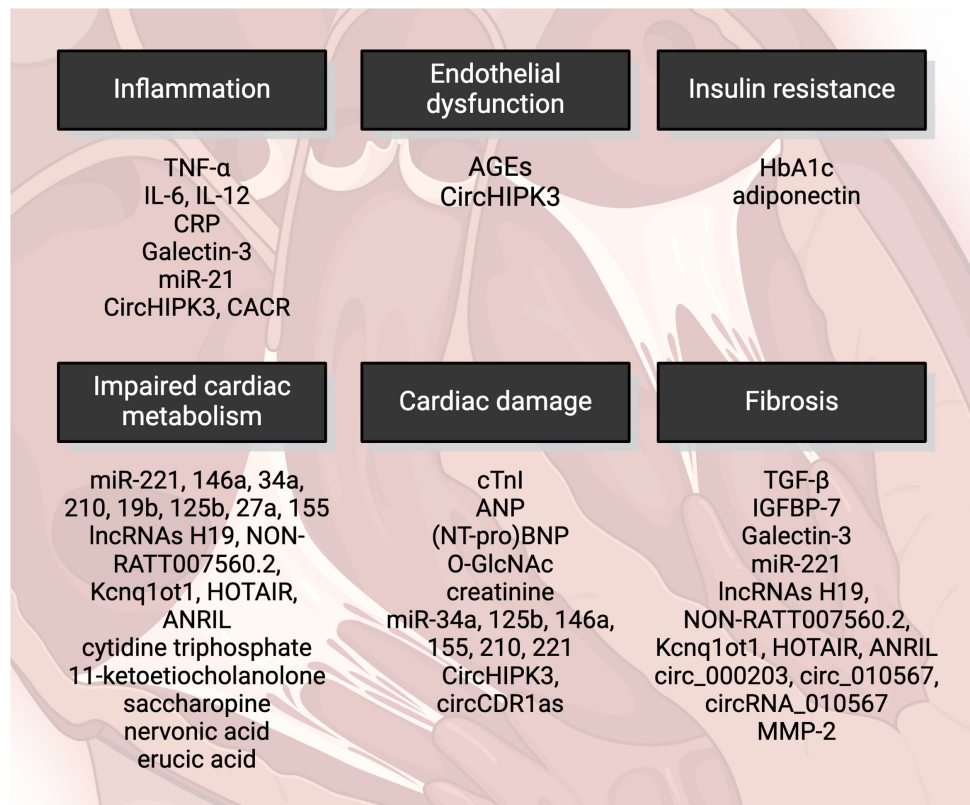 Inflammation
TNF-α
IL-6, IL-12
CRP
Galectin-3
miR-21
CircHIPK3, CACR
Endothelial
dysfunction
AGEs
CircHIPK3
Insulin resistance
HbA1c
adiponectin
Impaired cardiac
metabolism
miR-221, 146a, 34a,
210, 19b, 125b, 27a, 155
lncRNAs H19, NON-
RATT007560.2,
Kcnq1ot1, HOTAIR,
ANRIL
cytidine triphosphate
11-ketoetiocholanolone
saccharopine
nervonic acid
erucic acid
Cardiac damage
cTnI
ANP
(NT-pro)BNP
O-GlcNAc
creatinine
miR-34a, 125b, 146a,
155, 210, 221
CircHIPK3,
circCDR1as
Fibrosis
TGF-β
IGFBP-7
Galectin-3
miR-221
lncRNAs H19,
NON-RATT007560.2,
Kcnq1ot1, HOTAIR, ANRIL
circ_000203, circ_010567,
circRNA_010567
MMP-2